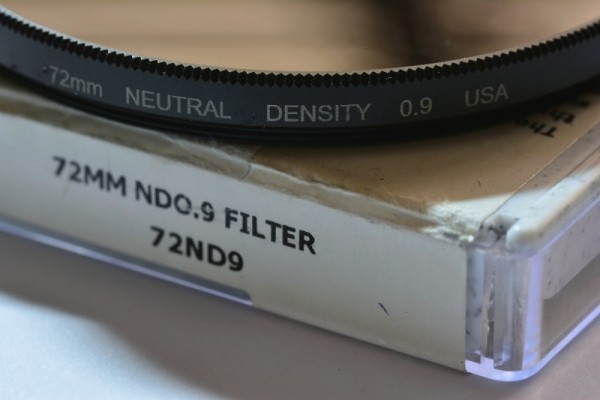 72mm NEUTRAL DENSITY 0.9 USA
72MM ND0.9 FILTER
72ND9